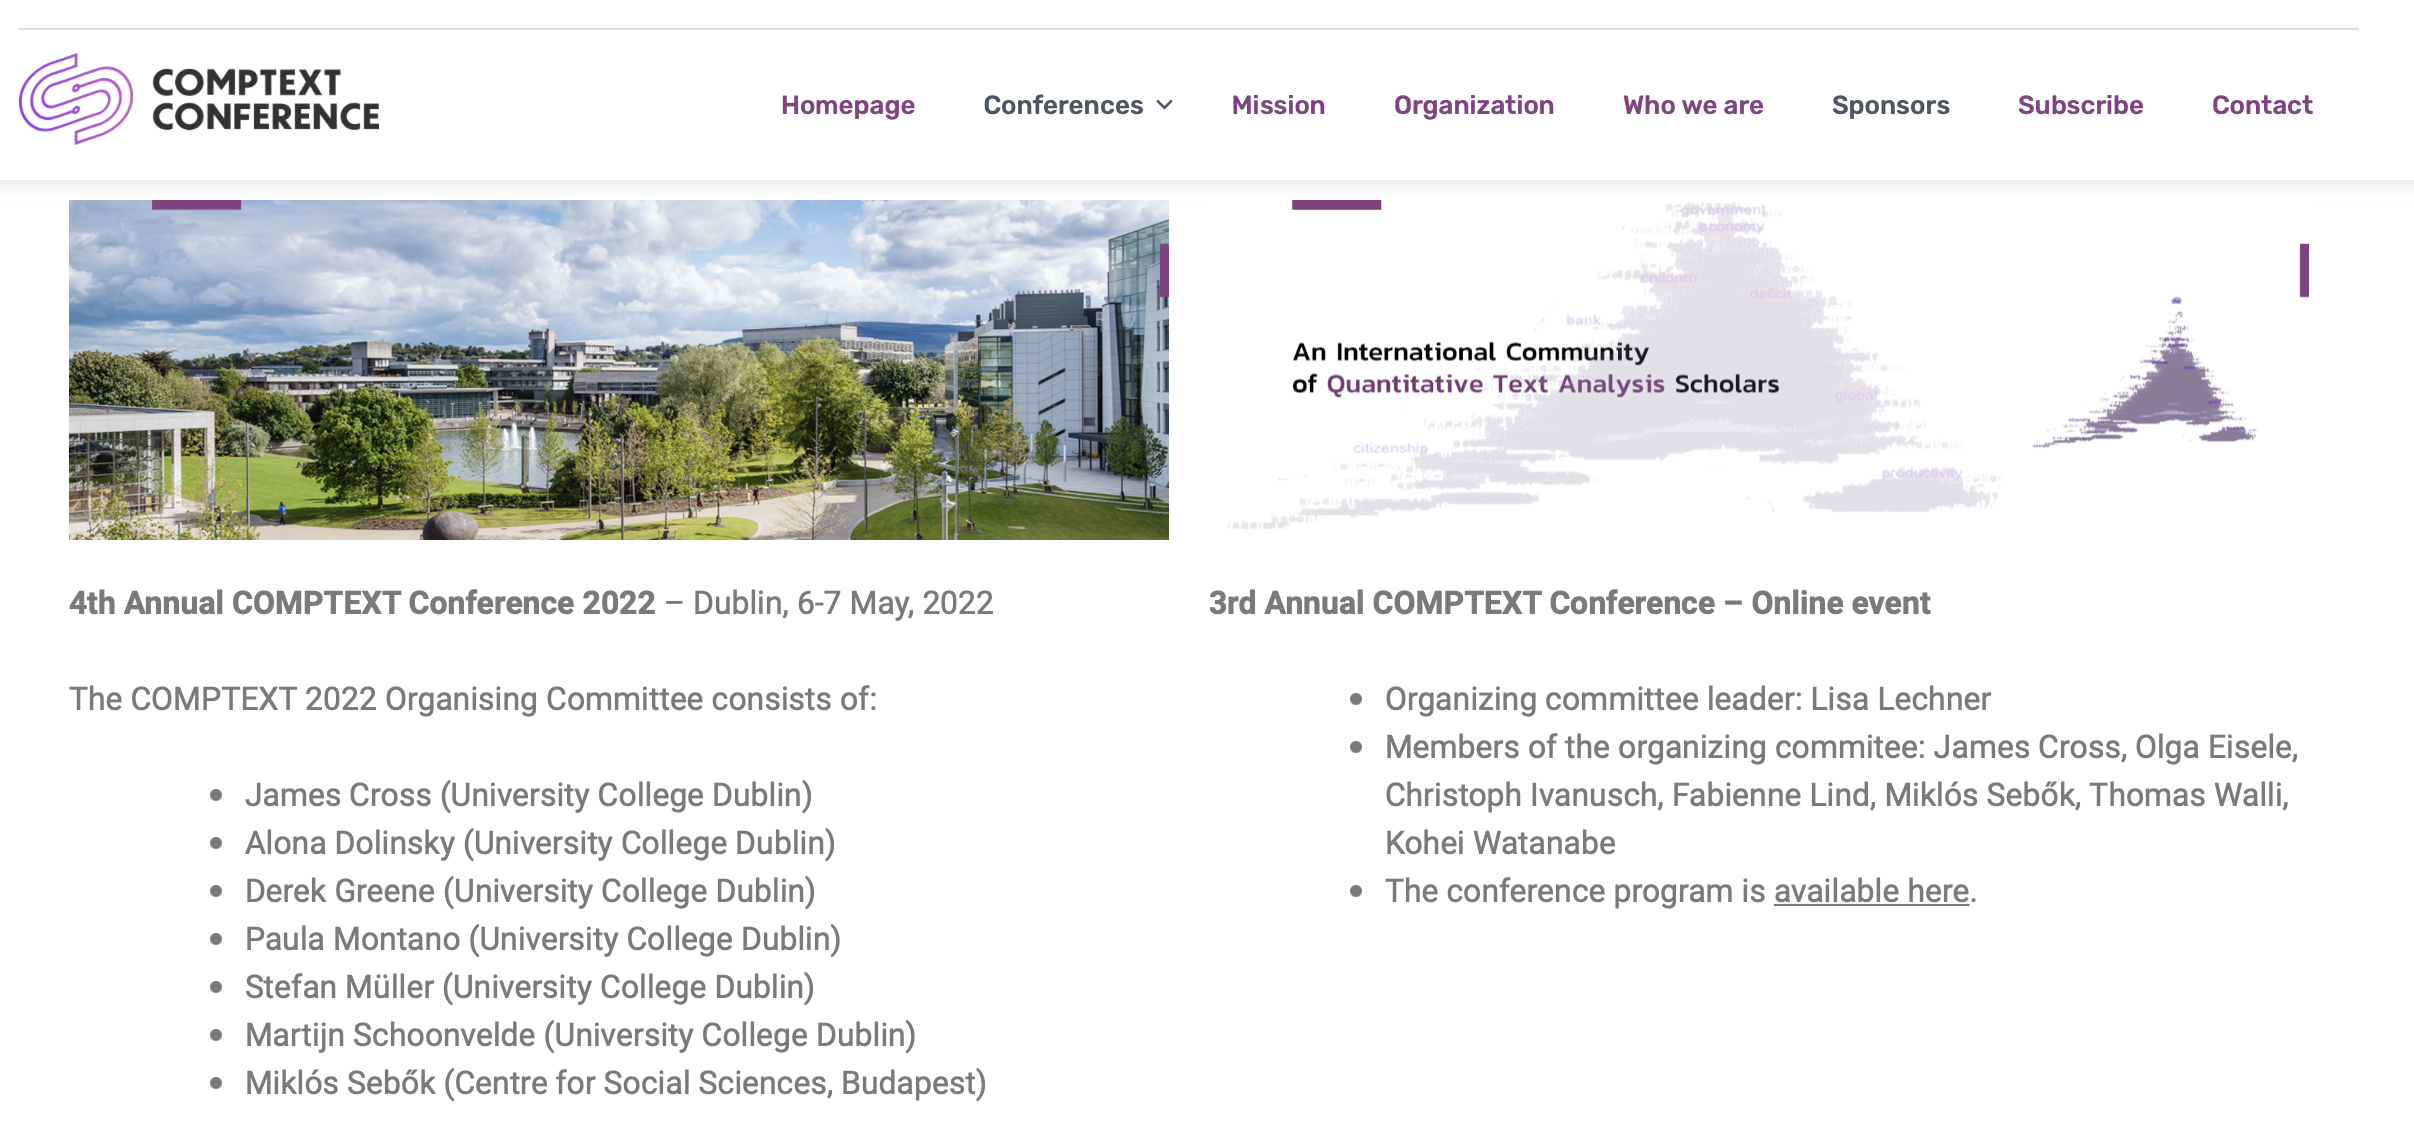 COMPTEXT
CONFERENCE
Homepage
Conferences
Mission
Organization
Who we are
Sponsors
Subscribe
Contact
government
economy
children
deficit
bank
An International Community
of Quantitative Text Analysis Scholars
global
citizenship
productivity
4th Annual COMPTEXT Conference 2022 – Dublin, 6-7 May, 2022
The COMPTEXT 2022 Organising Committee consists of:
• James Cross (University College Dublin)
• Alona Dolinsky (University College Dublin)
• Derek Greene (University College Dublin)
• Paula Montano (University College Dublin)
• Stefan Müller (University College Dublin)
• Martijn Schoonvelde (University College Dublin)
• Miklós Sebők (Centre for Social Sciences, Budapest)
3rd Annual COMPTEXT Conference – Online event
• Organizing committee leader: Lisa Lechner
• Members of the organizing commitee: James Cross, Olga Eisele,
Christoph Ivanusch, Fabienne Lind, Miklós Sebők, Thomas Walli,
Kohei Watanabe
• The conference program is available here.